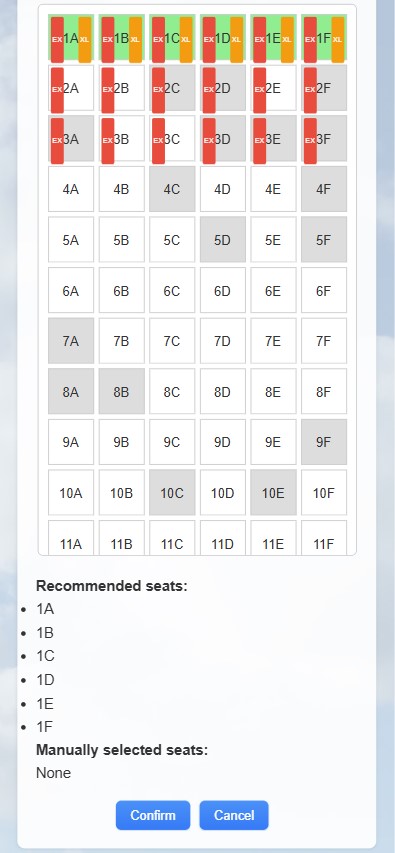 EX 1A XL EX 1B XL EX 1C XL EX 1D XL EX 1E XL EX 1F XL
EX 2A EX 2B EX 2C EX 2D EX 2E EX 2F
EX 3A EX 3B EX 3C EX 3D EX 3E EX 3F
4A 4B 4C 4D 4E 4F
5A 5B 5C 5D 5E 5F
6A 6B 6C 6D 6E 6F
7A 7B 7C 7D 7E 7F
8A 8B 8C 8D 8E 8F
9A 9B 9C 9D 9E 9F
10A 10B 10C 10D 10E 10F
11A 11B 11C 11D 11E 11F
Recommended seats:
• 1A
• 1B
• 1C
• 1D
• 1E
• 1F
Manually selected seats:
None
Confirm Cancel